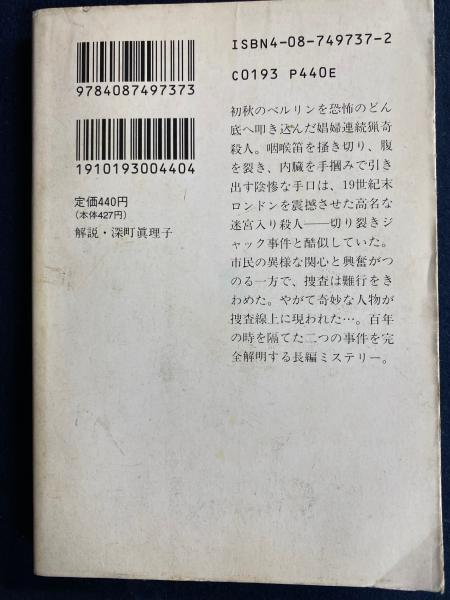 ISBN4-08-749737-2
C0193 P440E
9784087497373
1910193004404
定価440円
(本体427円)
解説・深町眞理子
初秋のベルリンを恐怖のどん
底へ叩き込んだ娼婦連続猟奇
殺人。咽喉笛を掻き切り、腹
を裂き、内臓を手摑みで引き
出す陰惨な手口は、19世紀末
ロンドンを震撼させた高名な
迷宮入り殺人──切り裂きジ
ャック事件と酷似していた。
市民の異様な関心と興奮がつ
のる一方で、捜査は難行をき
わめた。やがて奇妙な人物が
捜査線上に現われた…。百年
の時を隔てた二つの事件を完
全解明する長編ミステリー。